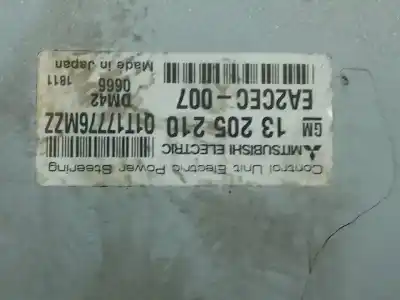 Control Unit Electric Power Steering
MITSUBISHI ELECTRIC
GM 13 205 210 01T17776MZZ
EA2CEC-007 DM42
0666 1811
Made in Japan